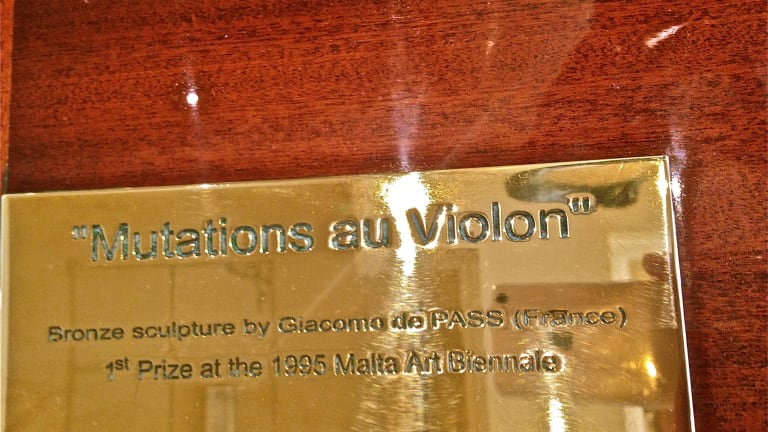 "Mutations au Violon"
Bronze sculpture by Giacomo de PASS (France)
1st Prize at the 1995 Malta Art Biennale